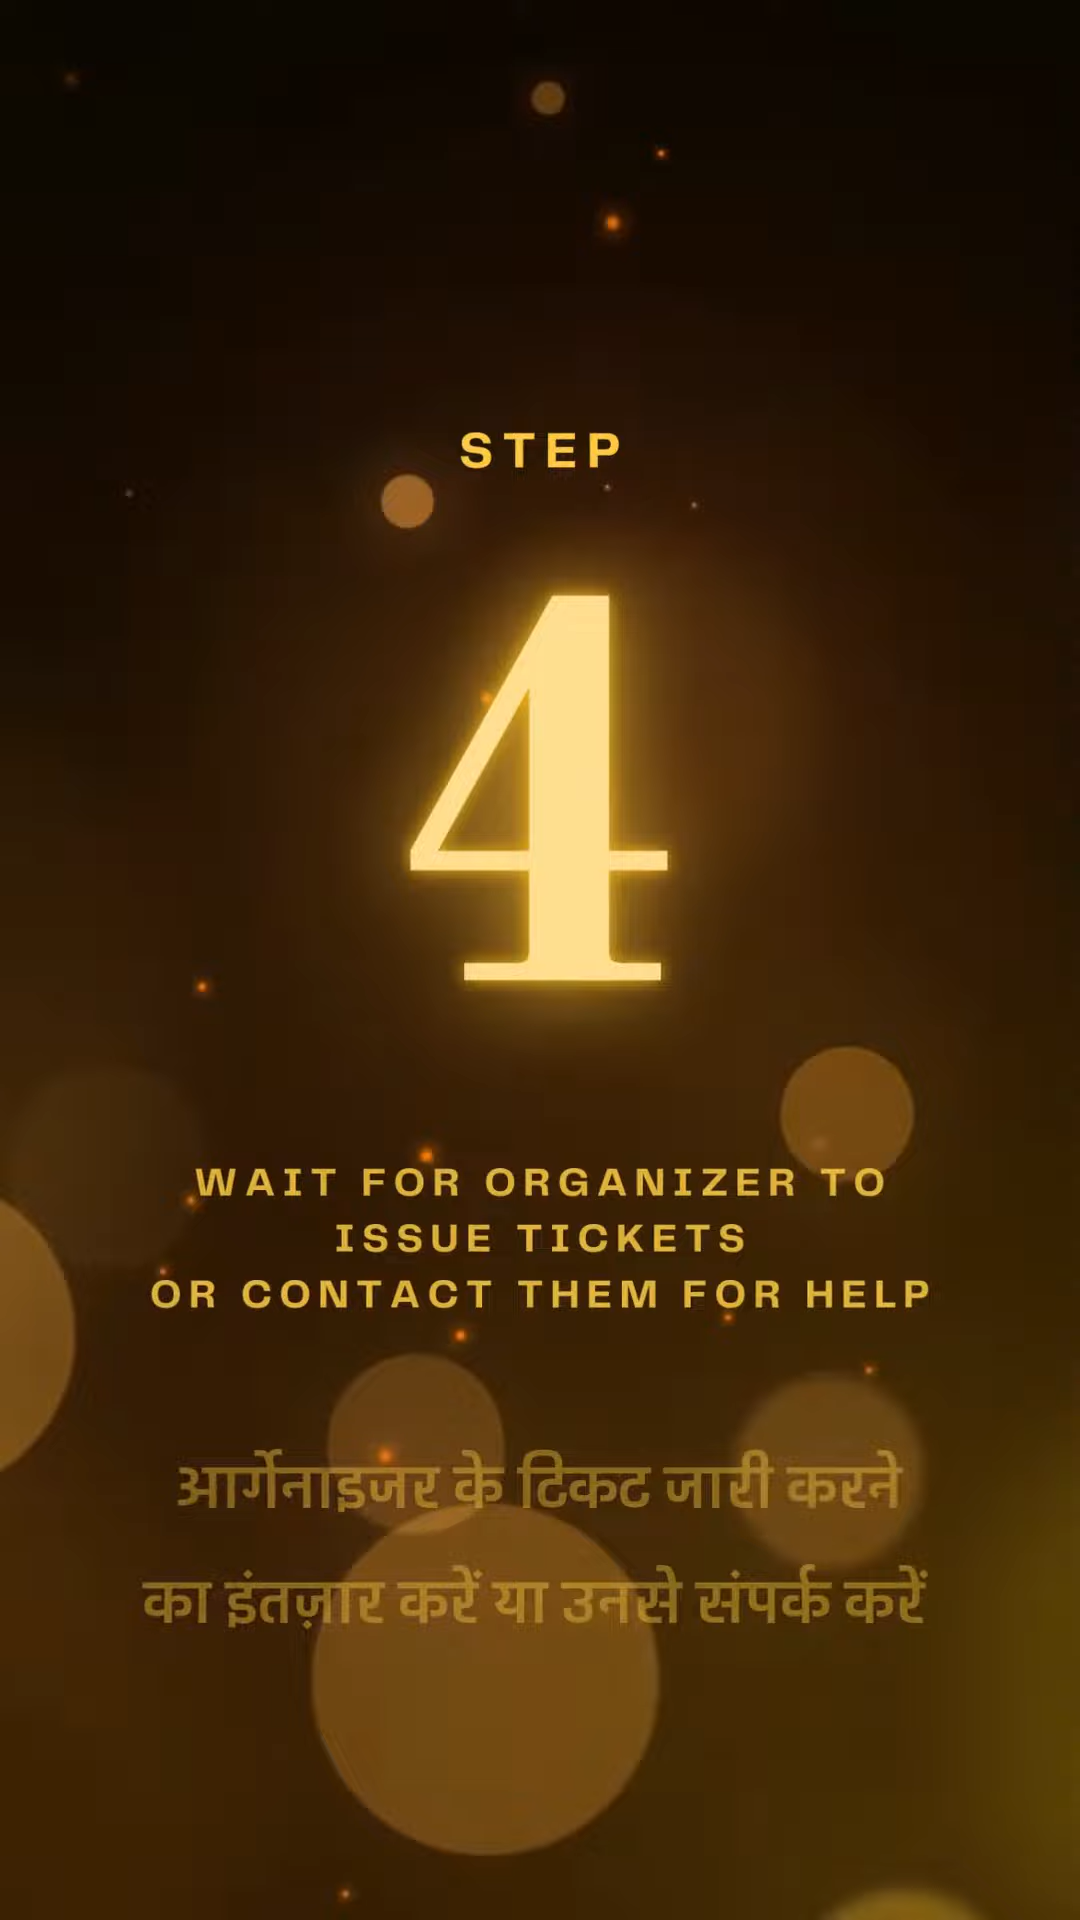 STEP
4
WAIT FOR ORGANIZER TO
ISSUE TICKETS
OR CONTACT THEM FOR HELP
आर्गेनाइजर के टिकट जारी करने
का इंतज़ार करें या उनसे संपर्क करें